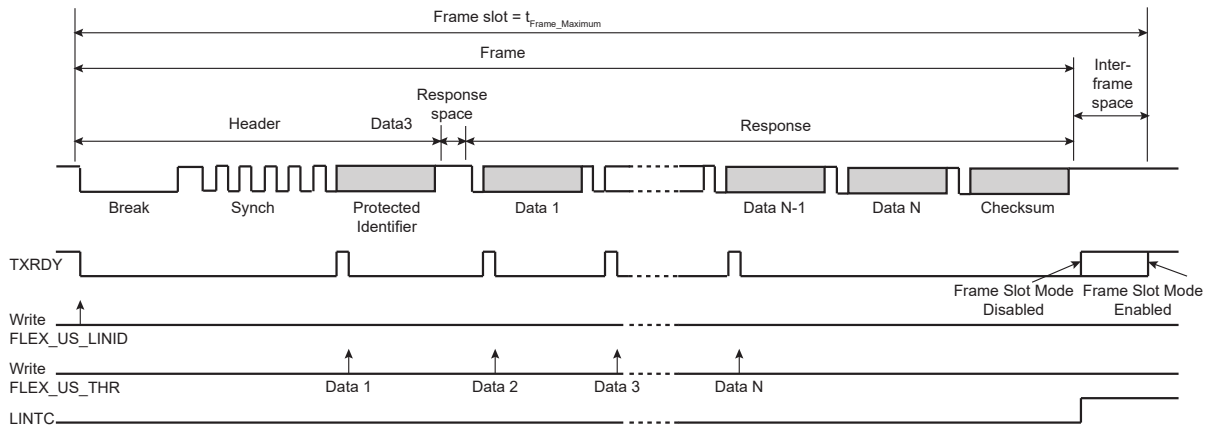 Frame slot = tFrame_Maximum
Frame
Inter-
frame
space
Response
space
Header
Data3
Response
Break
Synch
Protected
Identifier
Data 1
Data N-1
Data N
Checksum
TXRDY
Frame Slot Mode
Disabled
Frame Slot Mode
Enabled
Write
FLEX_US_LINID
Write
FLEX_US_THR
Data 1
Data 2
Data 3
Data N
LINTC